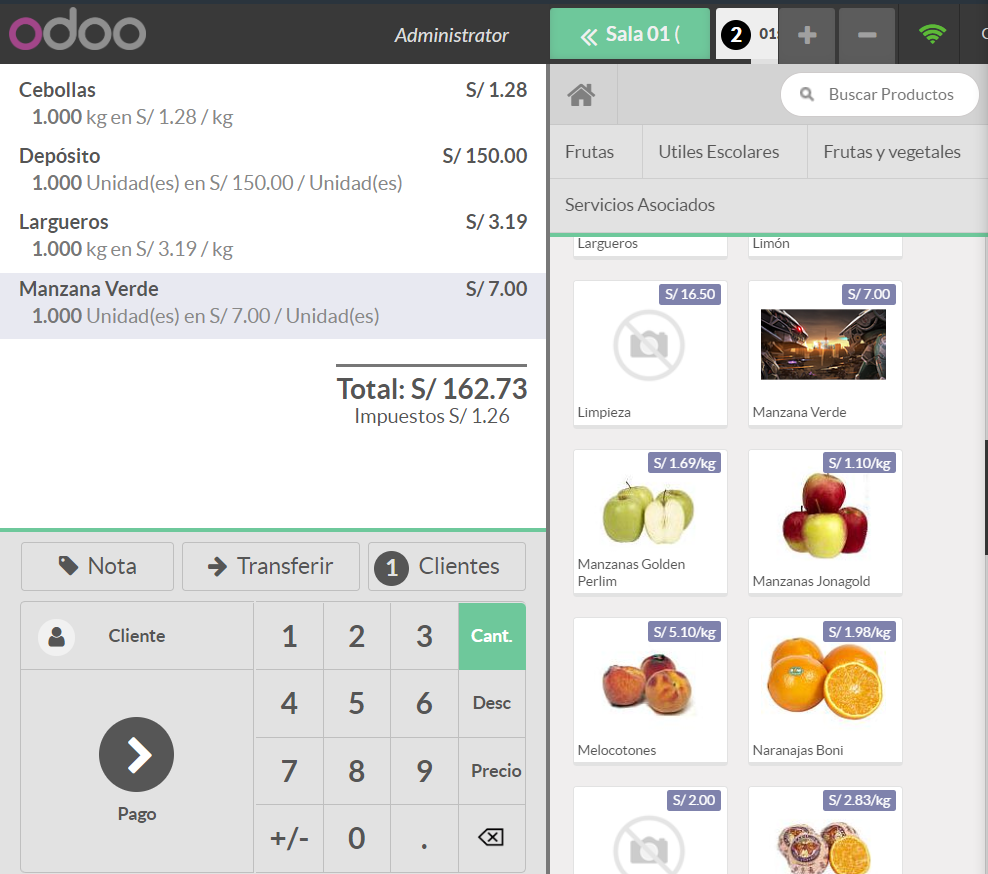 odoo
Administrator
Sala 01 (
2
Cebollas S/ 1.28
1.000 kg en S/ 1.28 / kg
Depósito S/ 150.00
1.000 Unidad(es) en S/ 150.00 / Unidad(es)
Largueros S/ 3.19
1.000 kg en S/ 3.19 / kg
Manzana Verde S/ 7.00
1.000 Unidad(es) en S/ 7.00 / Unidad(es)
Total: S/ 162.73
Impuestos S/ 1.26
Nota
Transferir
1 Clientes
Cliente
Pago
1 2 3 Cant.
4 5 6 Desc
7 8 9 Precio
+/- 0 .
Buscar Productos
Frutas
Utiles Escolares
Frutas y vegetales
Servicios Asociados
Largueros
Limón
S/ 16.50
Limpieza
S/ 7.00
Manzana Verde
S/ 1.69/kg
Manzanas Golden
Perlim
S/ 1.10/kg
Manzanas Jonagold
S/ 5.10/kg
Melocotones
S/ 1.98/kg
Naranajas Boni
S/ 2.00
S/ 2.83/kg